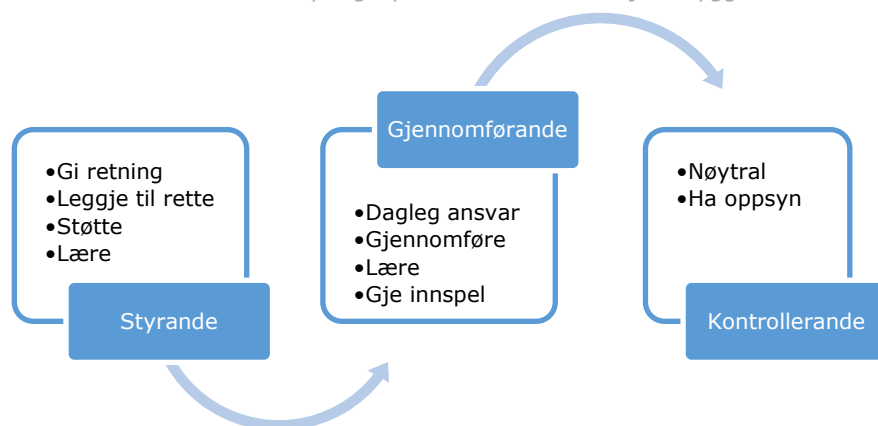 •Gi retning
•Leggje til rette
•Støtte
•Lære
Styrande
Gjennomførande
•Dagleg ansvar
•Gjennomføre
•Lære
•Gje innspel
•Nøytral
•Ha oppsyn
Kontrollerande